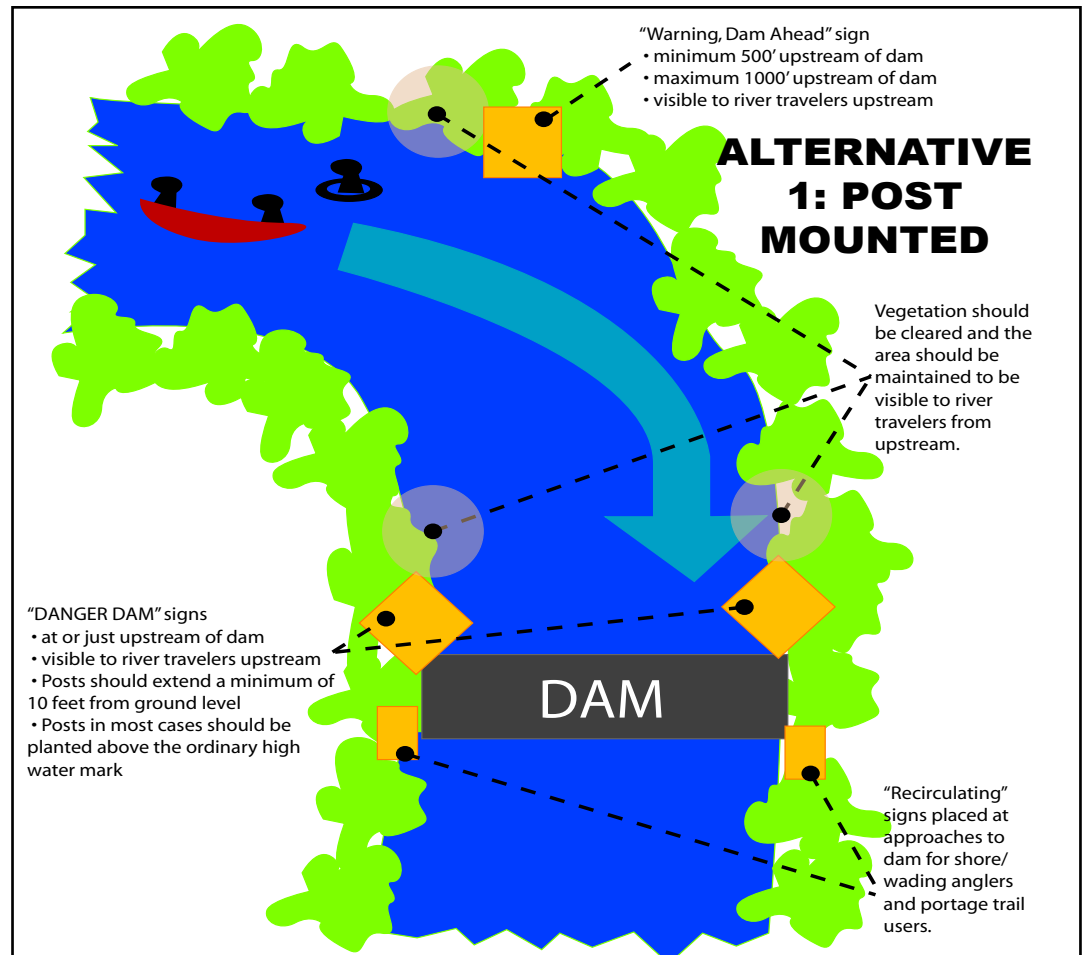 “Warning, Dam Ahead” sign
• minimum 500’ upstream of dam
• maximum 1000’ upstream of dam
• visible to river travelers upstream
ALTERNATIVE
1: POST
MOUNTED
Vegetation should
be cleared and the
area should be
maintained to be
visible to river
travelers from
upstream.
“DANGER DAM” signs
• at or just upstream of dam
• visible to river travelers upstream
• Posts should extend a minimum of
10 feet from ground level
• Posts in most cases should be
planted above the ordinary high
water mark
DAM
“Recirculating”
signs placed at
approaches to
dam for shore/
wading anglers
and portage trail
users.